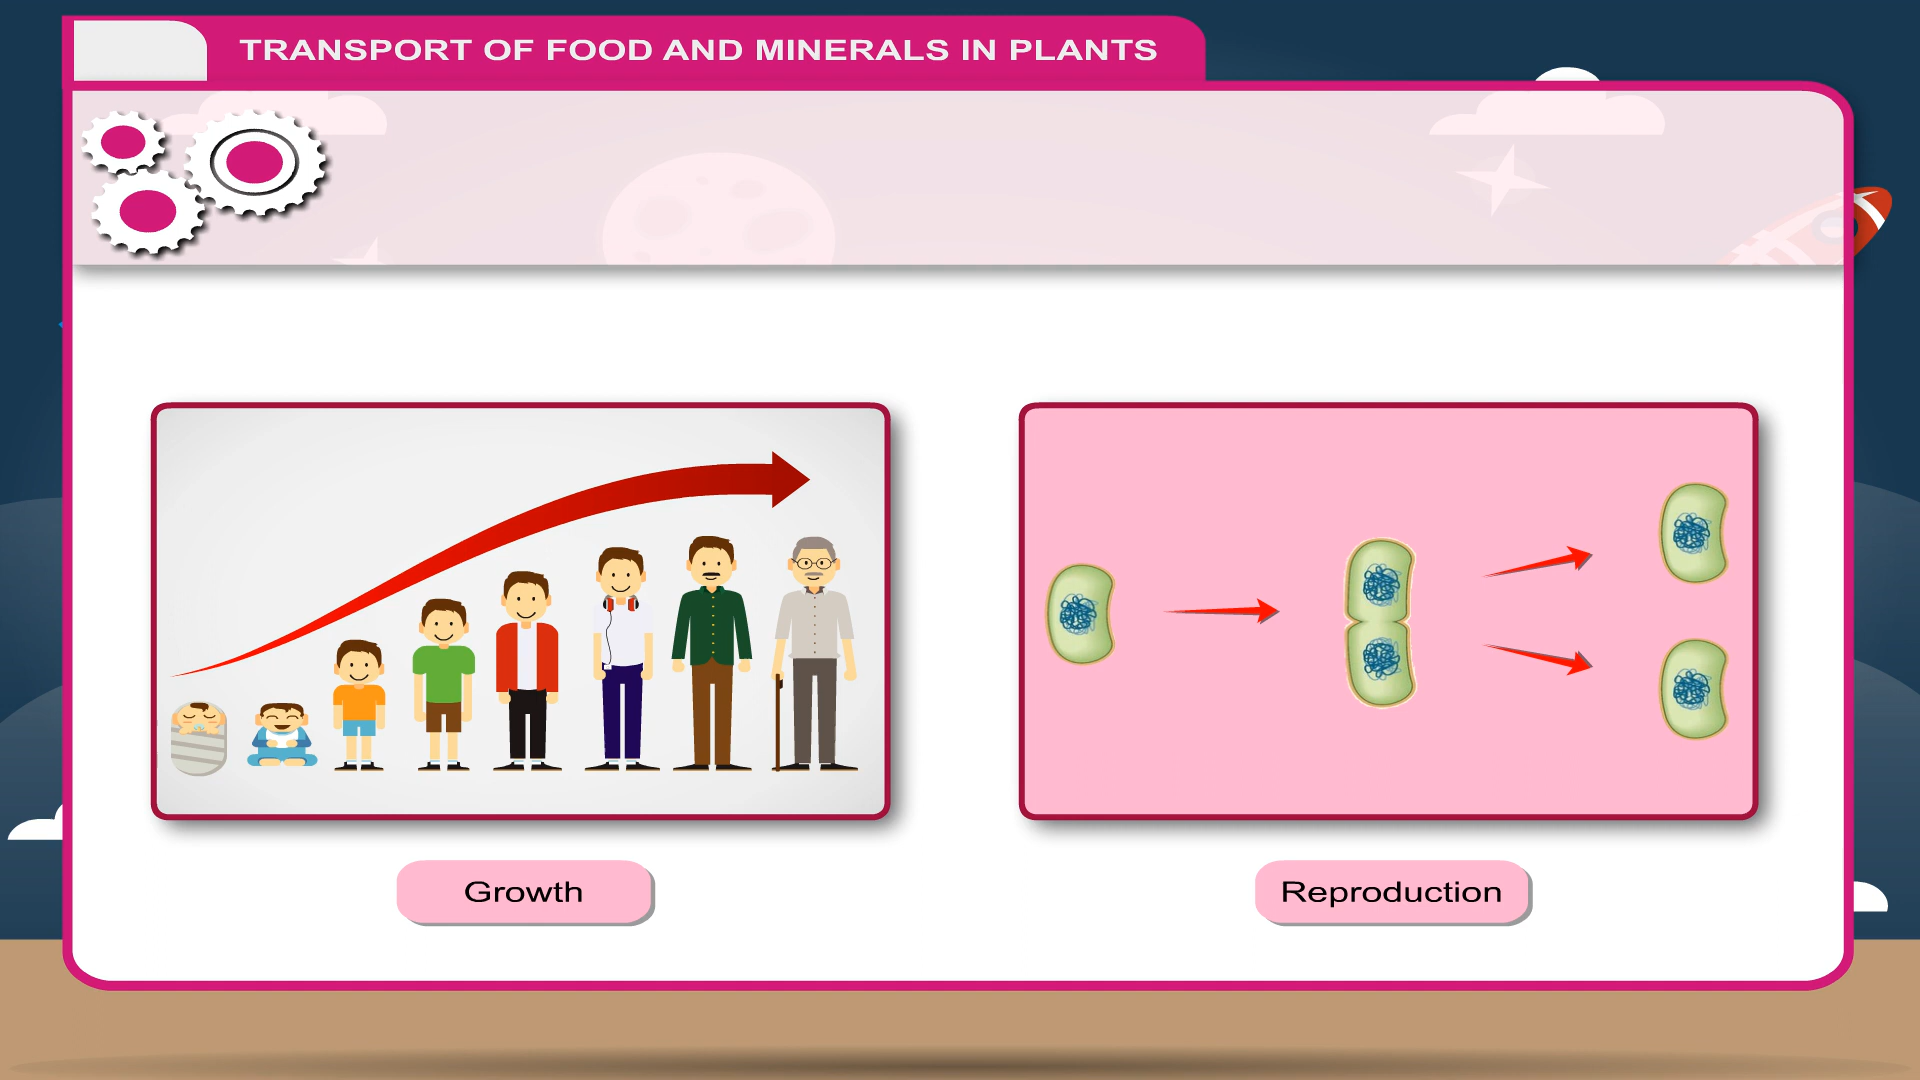 TRANSPORT OF FOOD AND MINERALS IN PLANTS
Growth
Reproduction